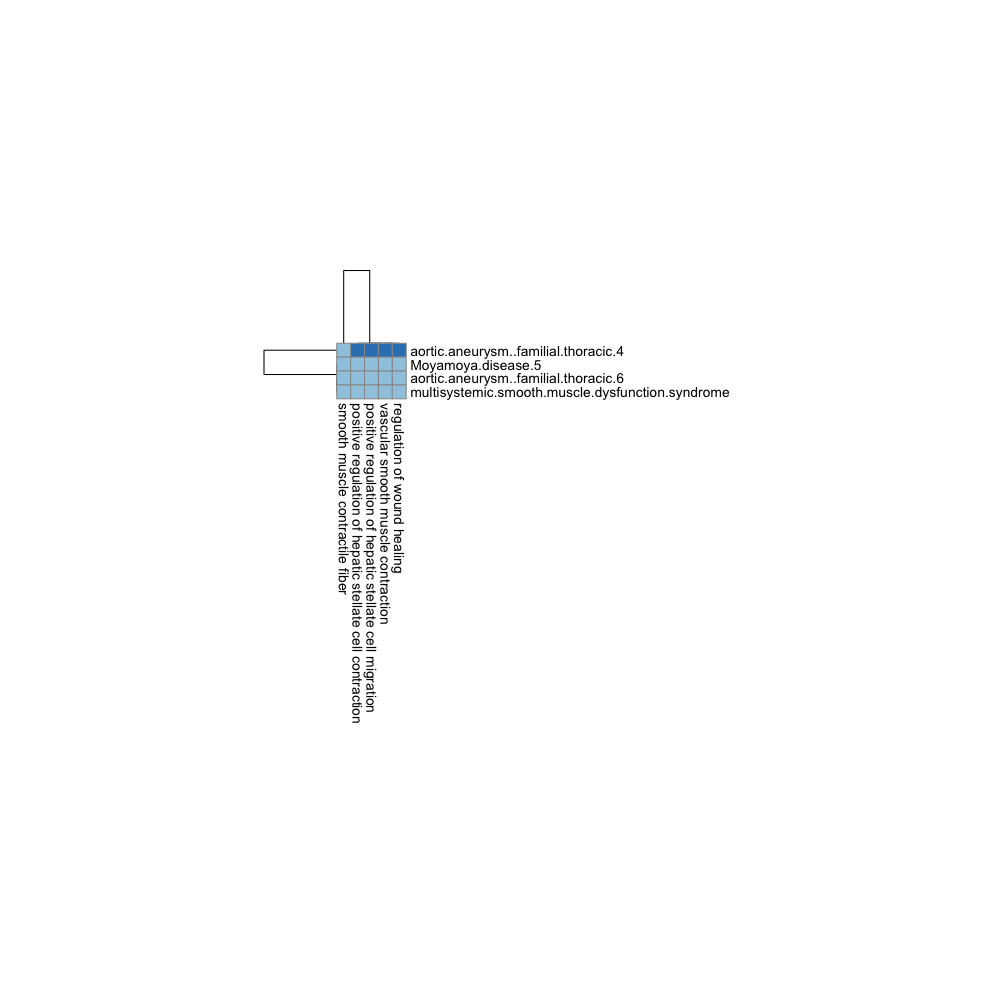 aortic.aneurysm..familial.thoracic.4
Moyamoya.disease.5
aortic.aneurysm..familial.thoracic.6
multisystemic.smooth.muscle.dysfunction.syndrome
smooth muscle contractile fiber
positive regulation of hepatic stellate cell contraction
positive regulation of hepatic stellate cell migration
vascular smooth muscle contraction
regulation of wound healing